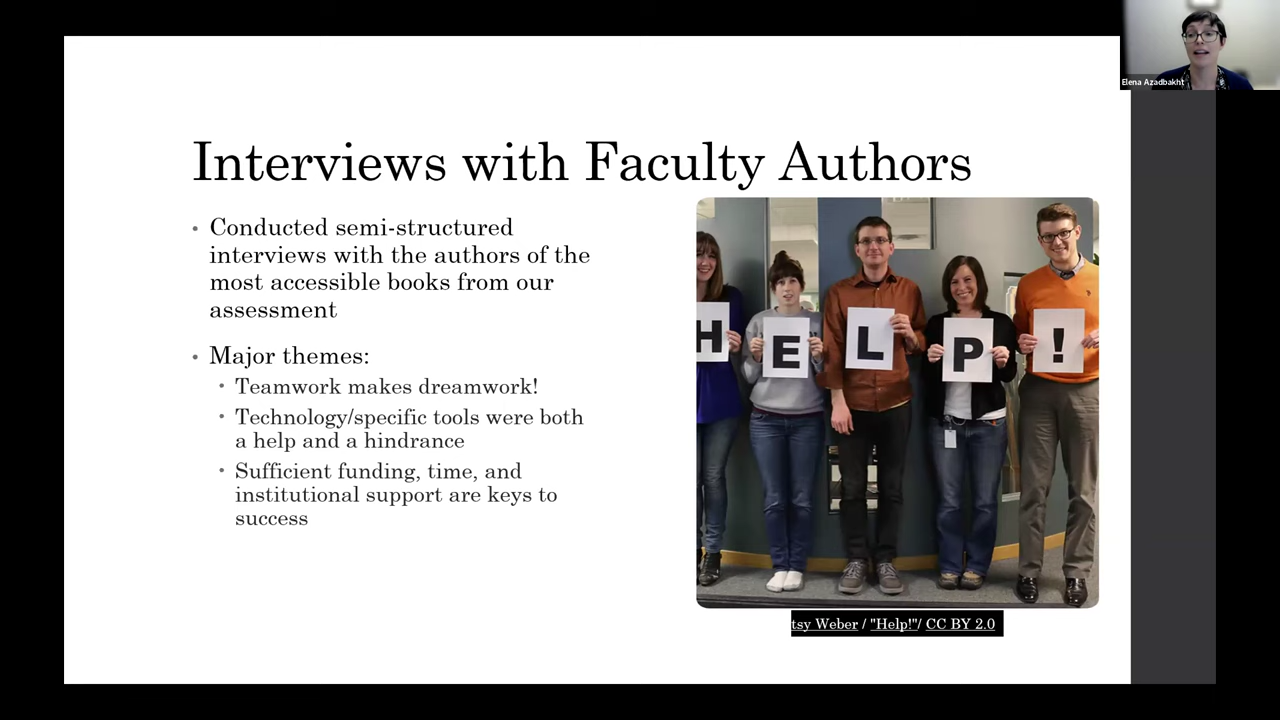 Elena Azadbakht
Interviews with Faculty Authors
• Conducted semi-structured
interviews with the authors of the
most accessible books from our
assessment
• Major themes:
• Teamwork makes dreamwork!
• Technology/specific tools were both
a help and a hindrance
• Sufficient funding, time, and
institutional support are keys to
success
H E L P !
tsy Weber / "Help!"/ CC BY 2.0